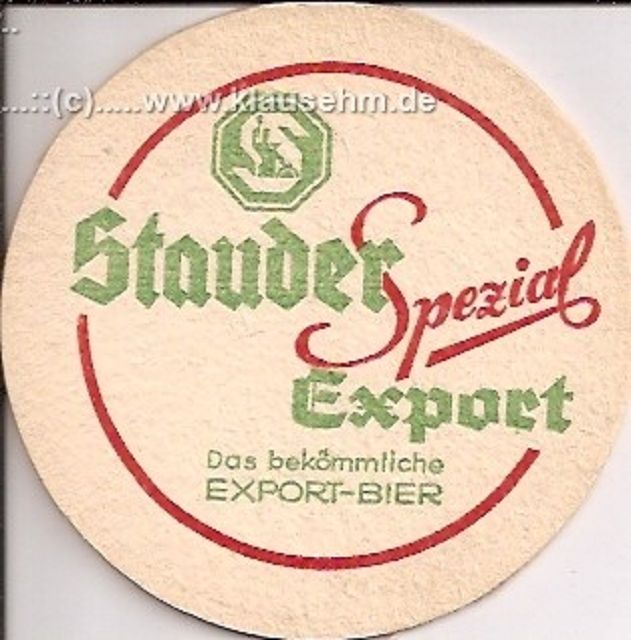 ...::(c).....www.klausehm.de
Stauder
Spezial
Export
Das bekömmliche
EXPORT-BIER